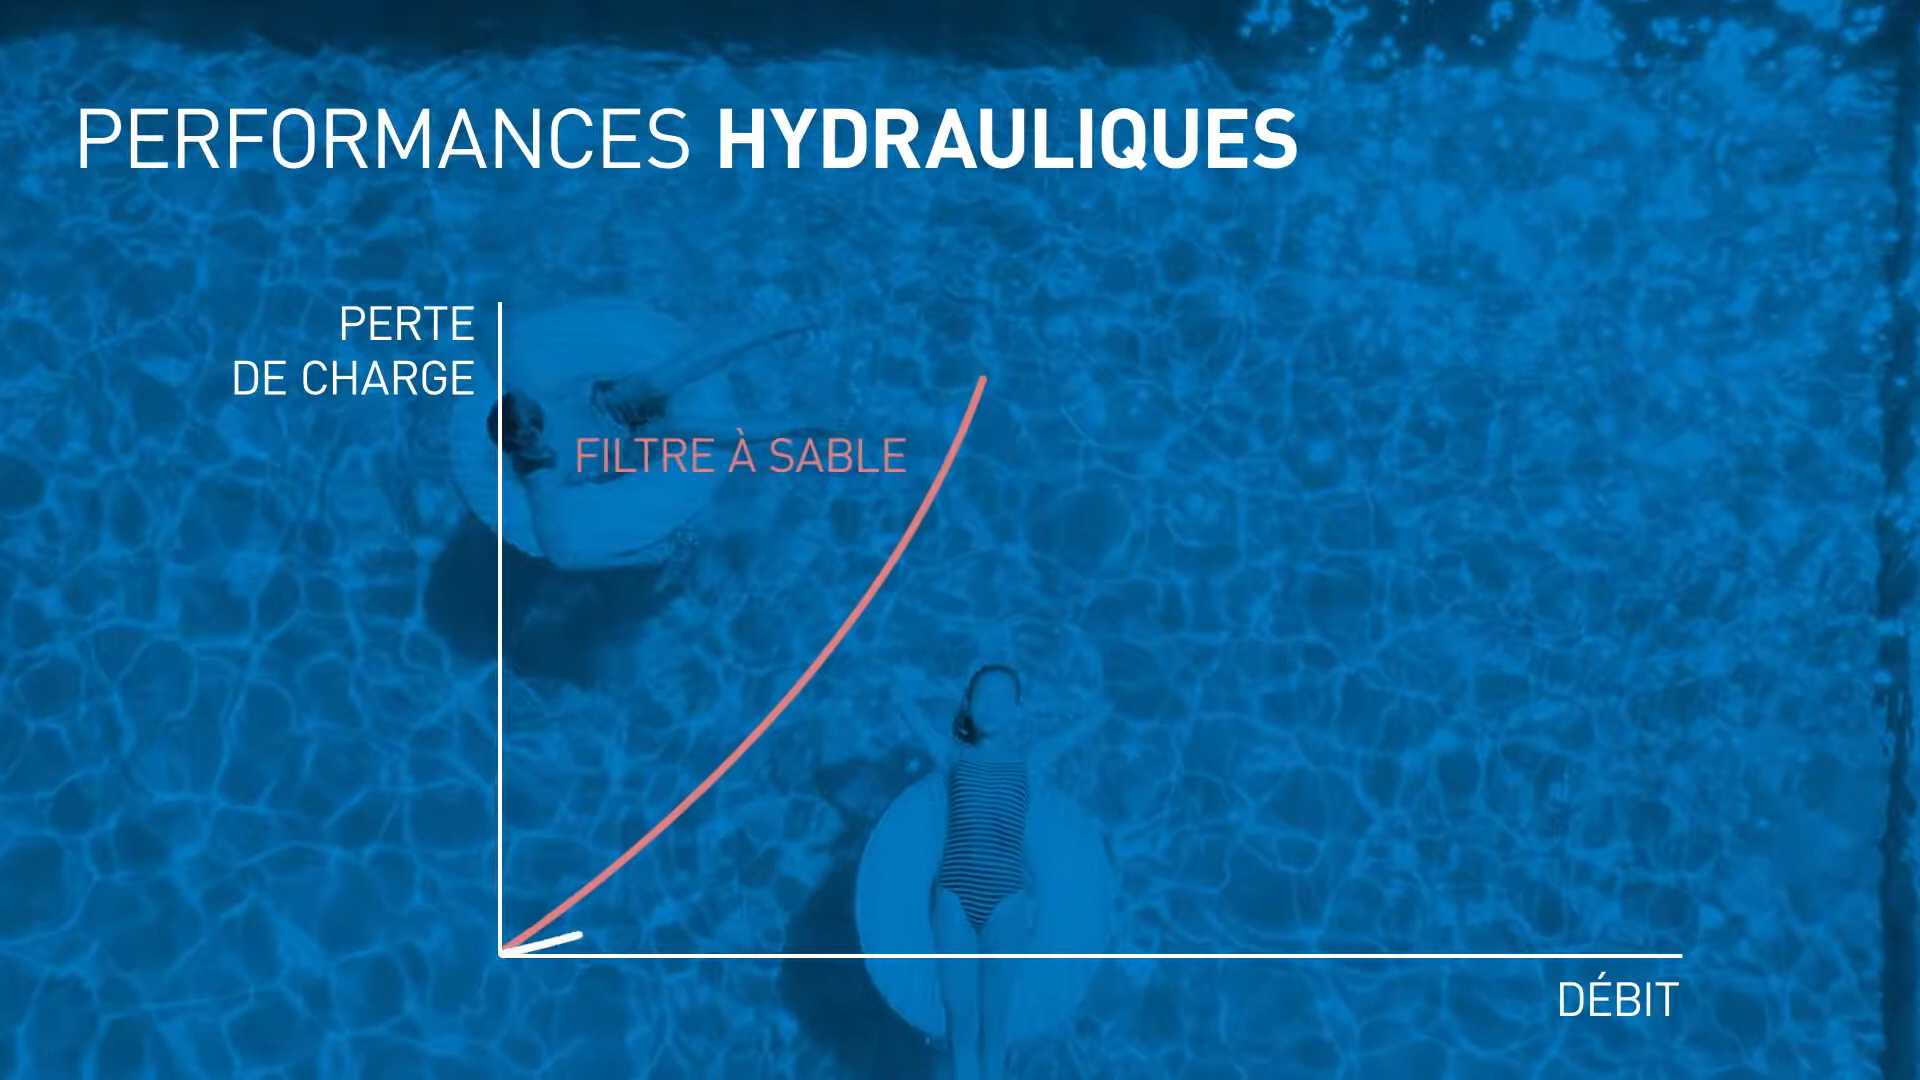 PERFORMANCES HYDRAULIQUES
PERTE
DE CHARGE
FILTRE À SABLE
DÉBIT